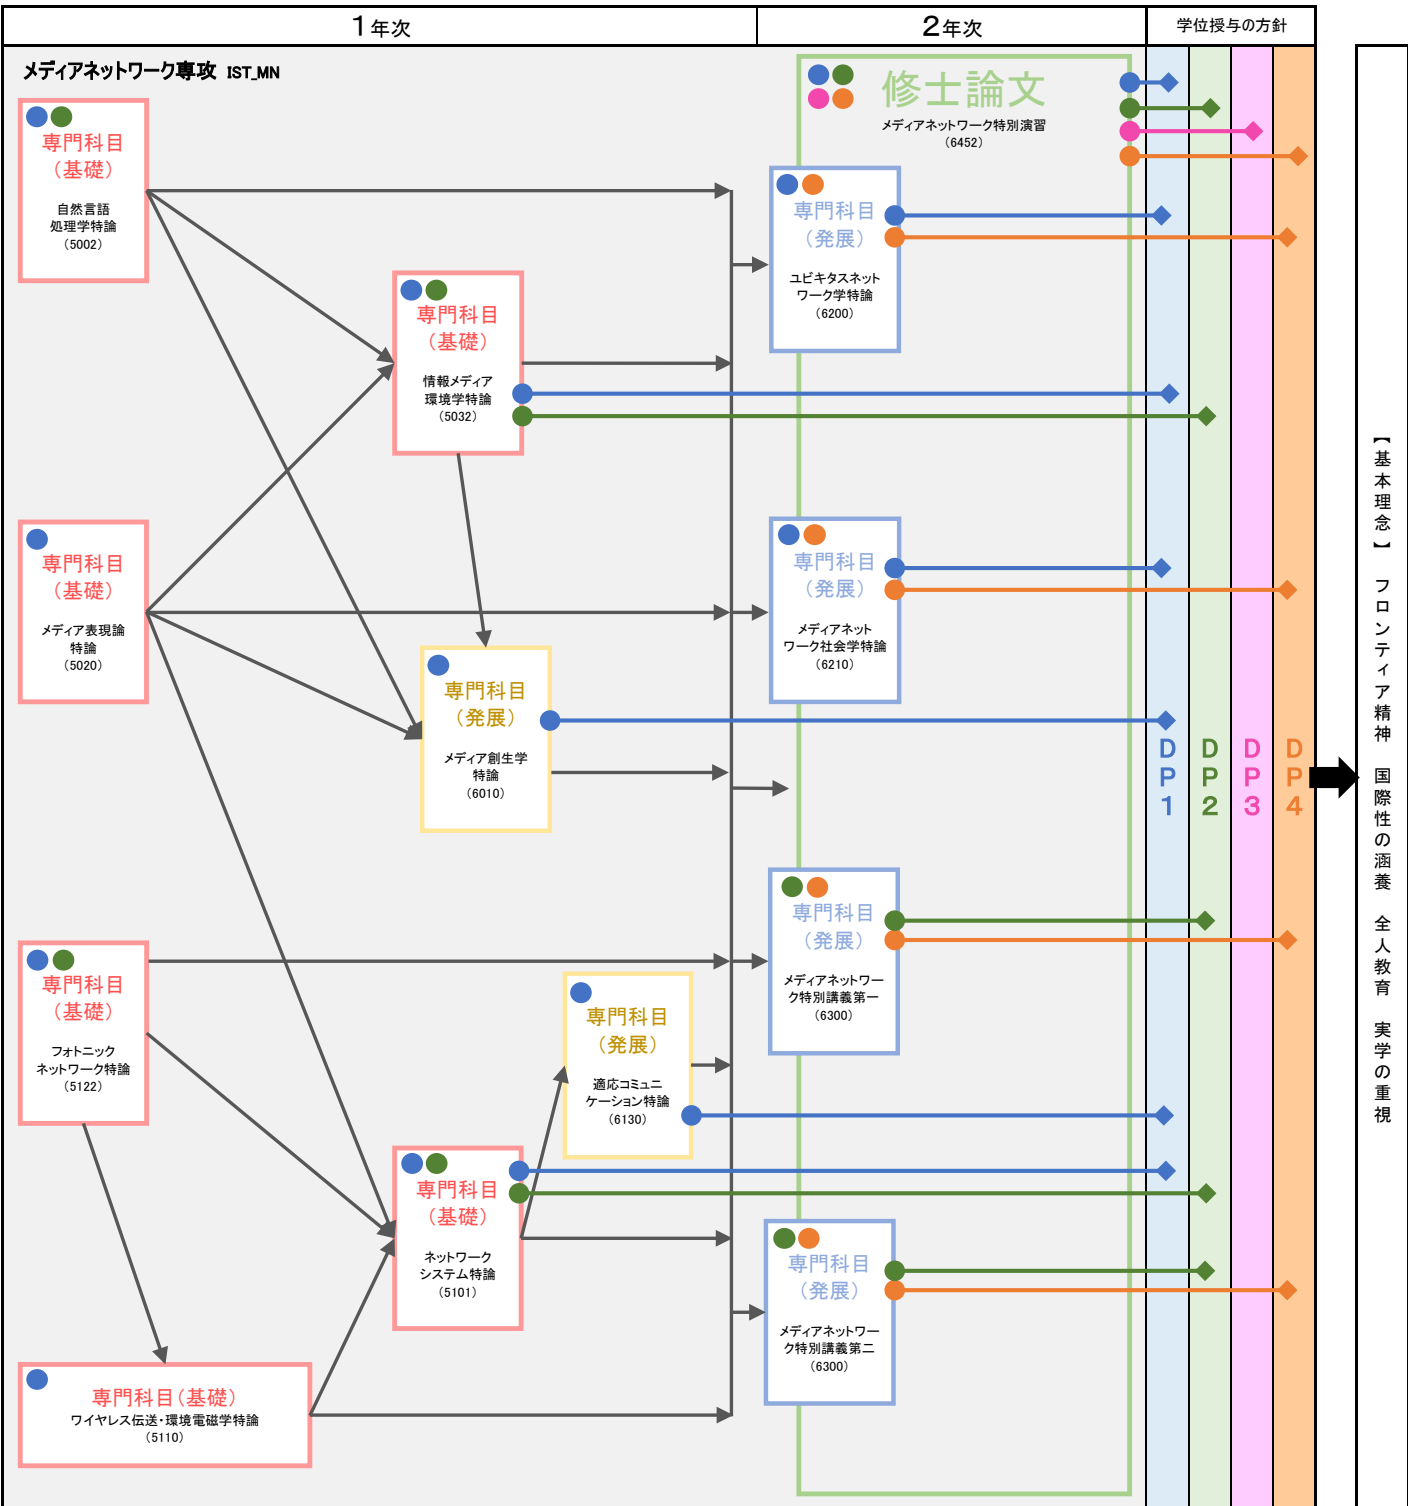 1年次
2年次
学位授与の方針
メディアネットワーク専攻 IST_MN
修士論文
メディアネットワーク特別演習
(6452)
専門科目
(基礎)
自然言語
処理学特論
(5002)
専門科目
(発展)
ユビキタスネット
ワーク学特論
(6200)
専門科目
(基礎)
情報メディア
環境学特論
(5032)
専門科目
(基礎)
メディア表現論
特論
(5020)
専門科目
(発展)
メディアネット
ワーク社会学特論
(6210)
専門科目
(発展)
メディア創生学
特論
(6010)
DP1
DP2
DP3
DP4
専門科目
(発展)
メディアネットワー
ク特別講義第一
(6300)
専門科目
(基礎)
フォトニック
ネットワーク特論
(5122)
専門科目
(発展)
適応コミュニ
ケーション特論
(6130)
専門科目
(基礎)
ネットワーク
システム特論
(5101)
専門科目
(発展)
メディアネットワー
ク特別講義第二
(6300)
専門科目(基礎)
ワイヤレス伝送・環境電磁学特論
(5110)
【基本理念】 フロンティア精神 国際性の涵養 全人教育 実学の重視